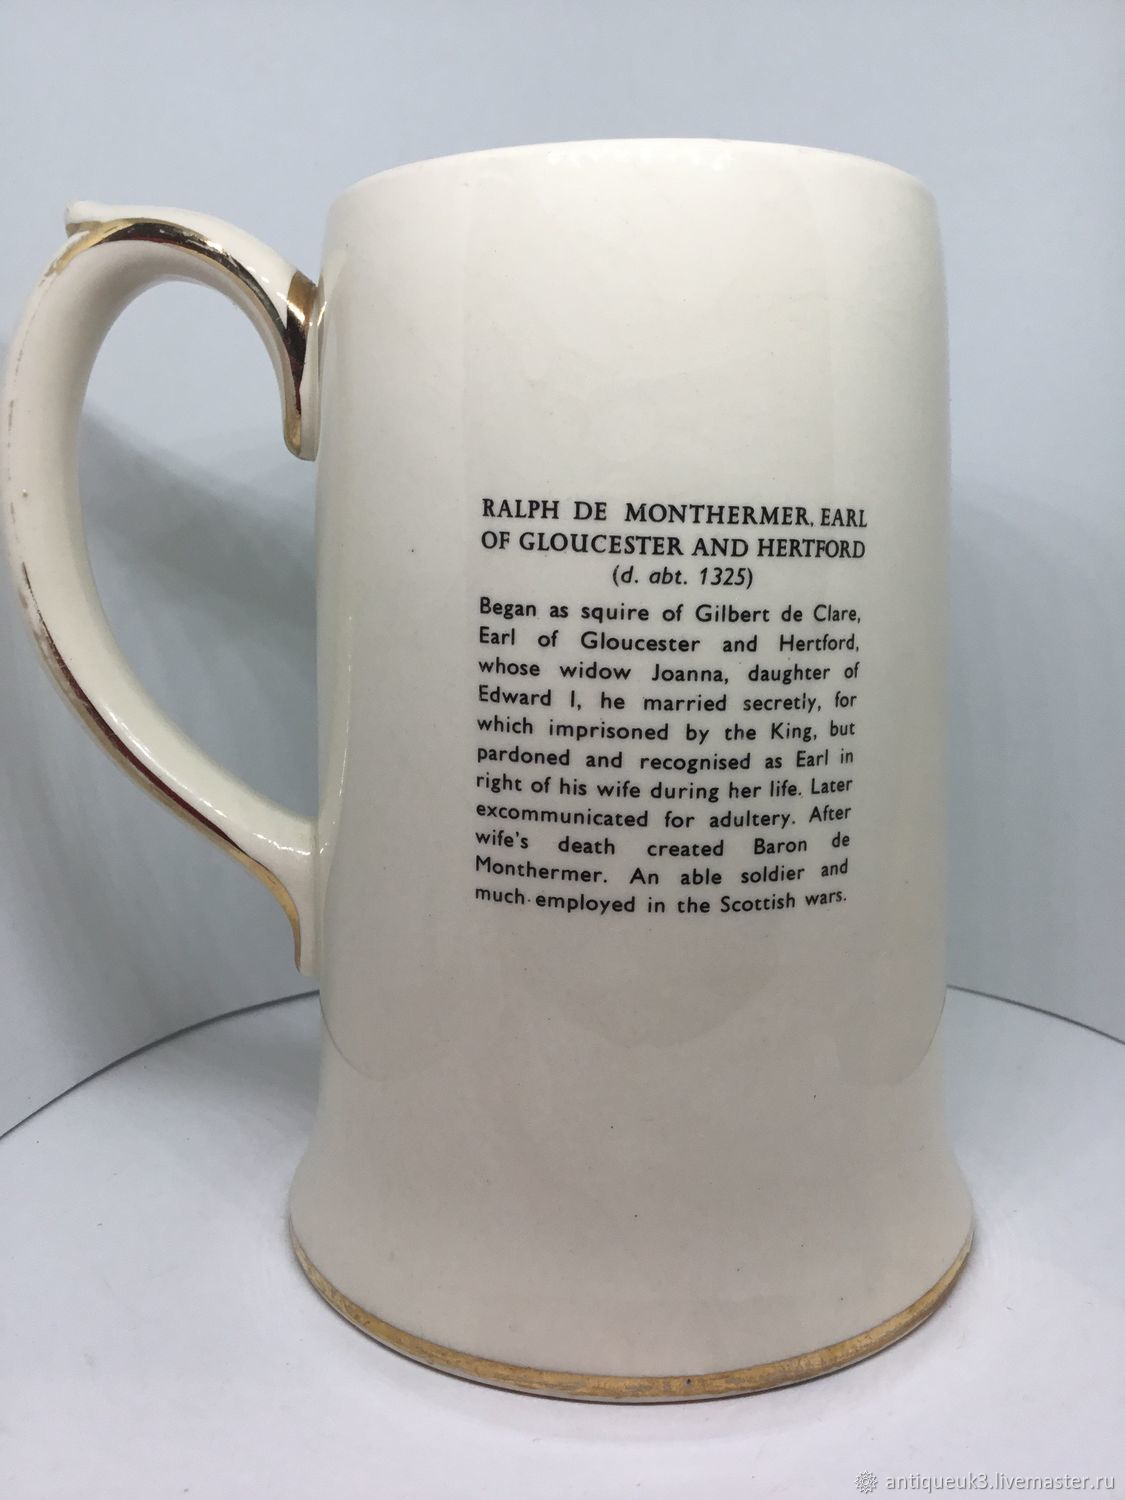 RALPH DE MONTHERMER, EARL
OF GLOUCESTER AND HERTFORD
(d. abt. 1325)
Began as squire of Gilbert de Clare,
Earl of Gloucester and Hertford,
whose widow Joanna, daughter of
Edward I, he married secretly, for
which imprisoned by the King, but
pardoned and recognised as Earl in
right of his wife during her life. Later
excommunicated for adultery. After
wife's death created Baron de
Monthermer. An able soldier and
much employed in the Scottish wars.
antiqueuk3.livemaster.ru